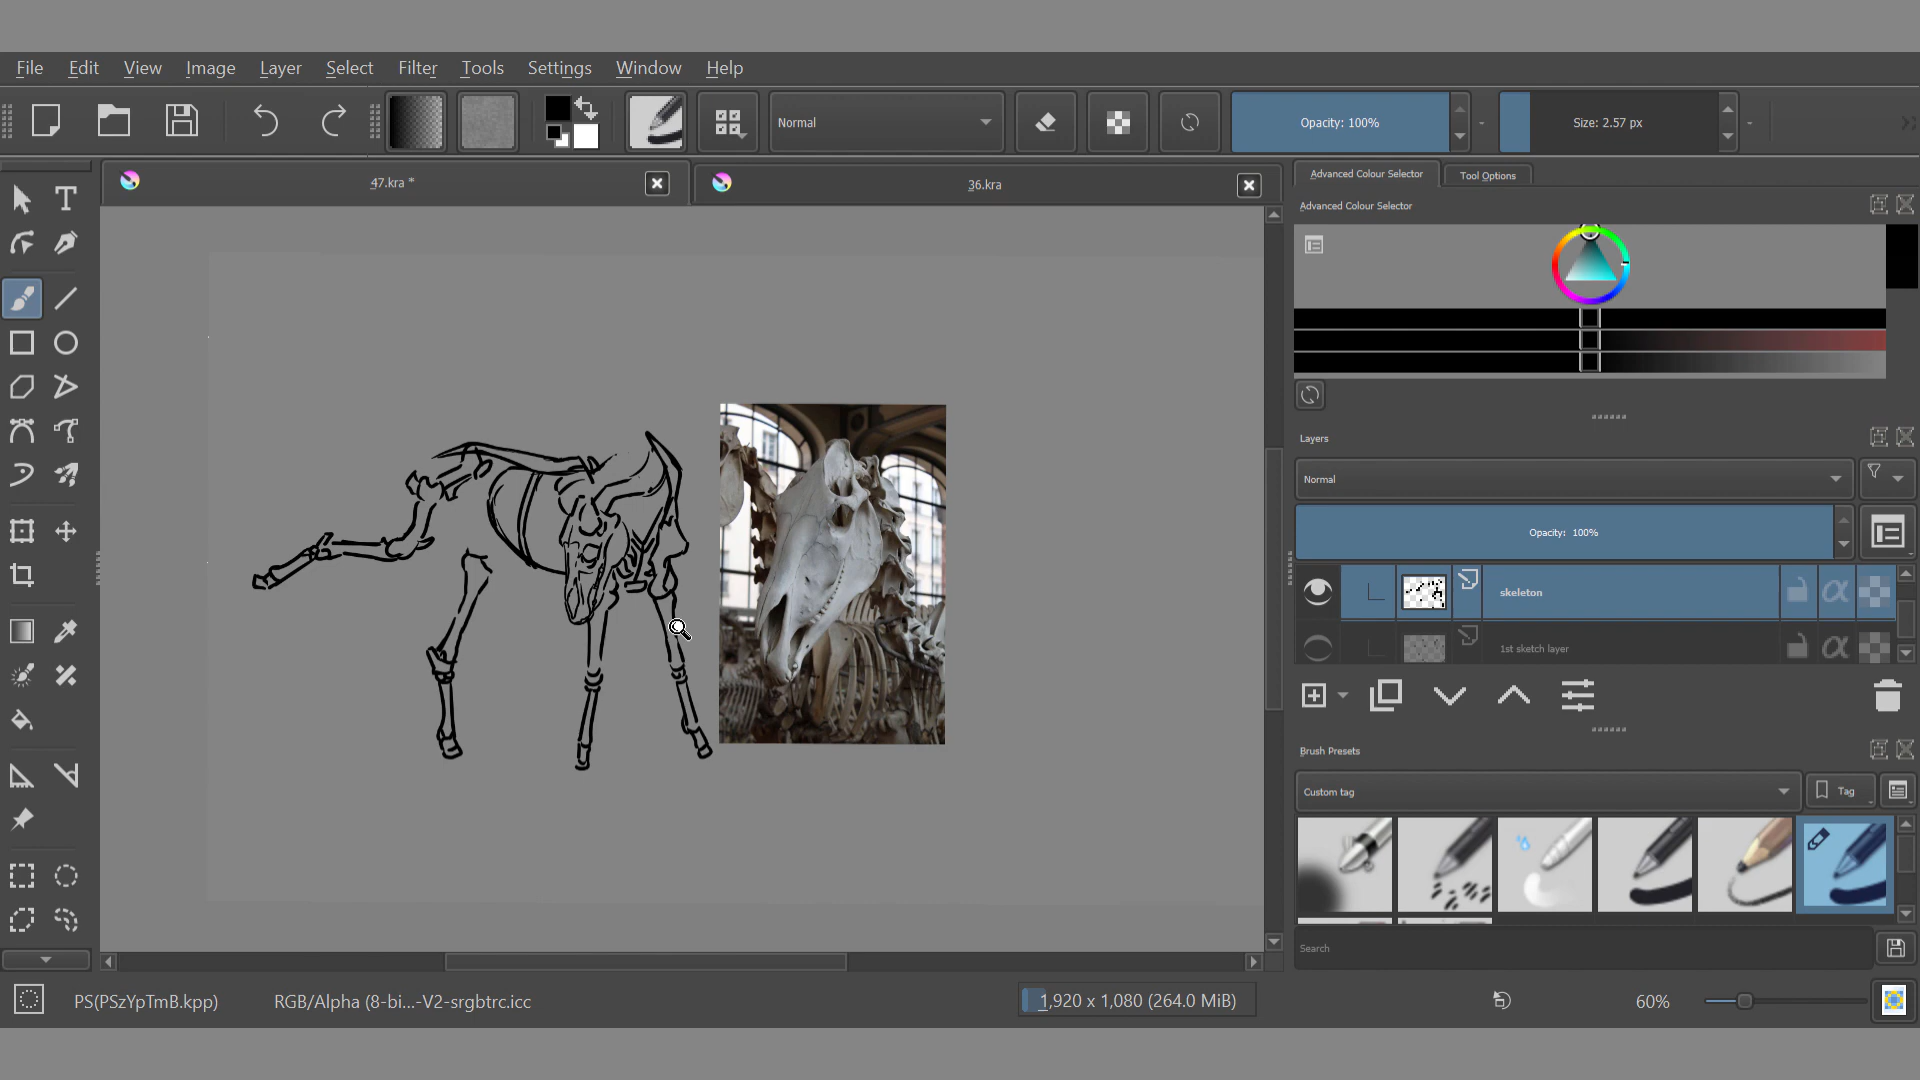 File Edit View Image Layer Select Filter Tools Settings Window Help
Normal
Opacity: 100%
Size: 2.57 px
47.kra *
36.kra
Advanced Colour Selector
Tool Options
Advanced Colour Selector
Layers
Normal
Opacity: 100%
skeleton
1st sketch layer
Brush Presets
Custom tag
Tag
Search
PS(PSzYpTmB.kpp)
RGB/Alpha (8-bi...-V2-srgbtrc.icc
1,920 x 1,080 (264.0 MiB)
60%